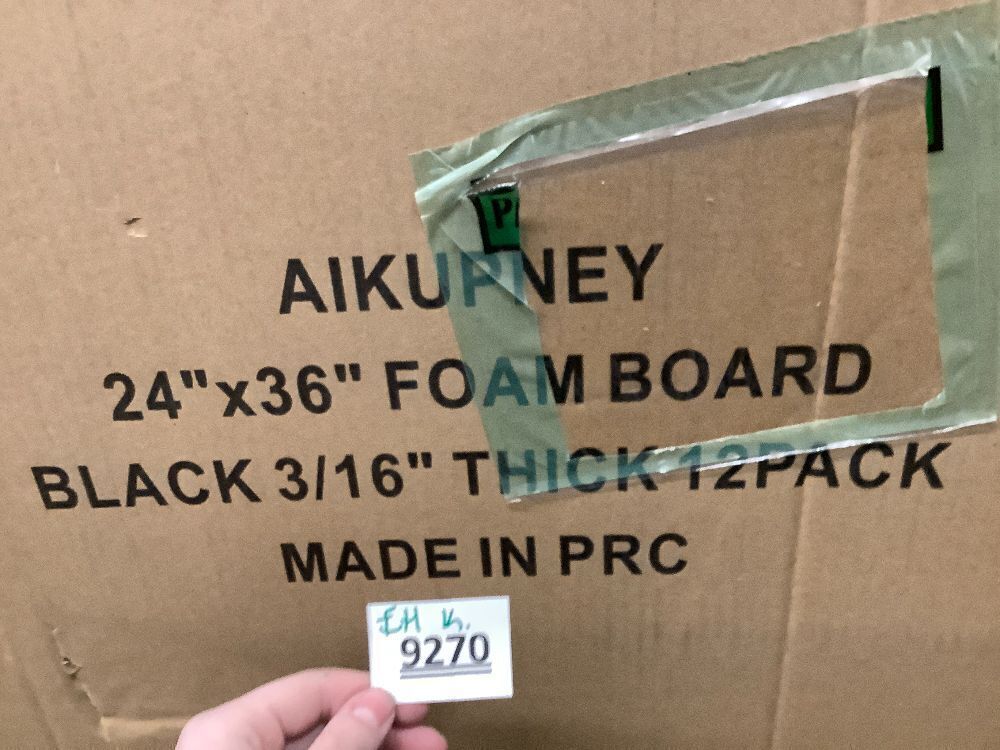 AIKUPNEY
24"x36" FOAM BOARD
BLACK 3/16" THICK 12PACK
MADE IN PRC
9270